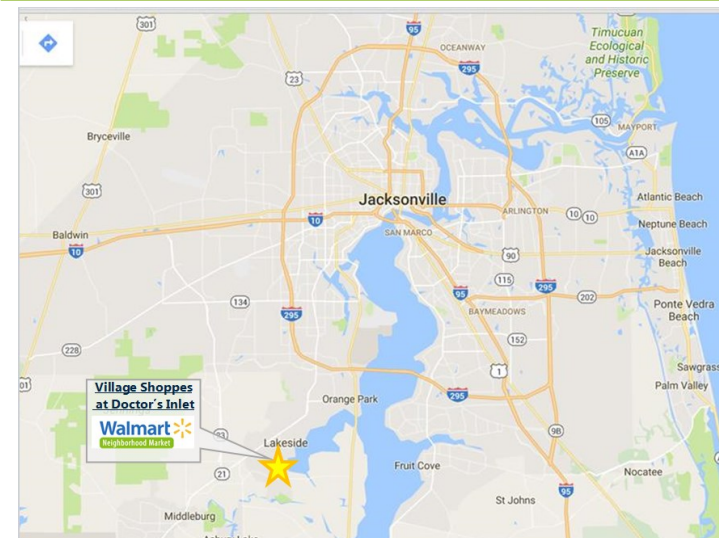 301
95
OCEANWAY
Timucuan
Ecological
and Historic
Preserve
295
23
105
MAYPORT
A1A
Bryceville
301
Jacksonville
Atlantic Beach
ARLINGTON
10
10
10
Neptune Beach
Baldwin
SAN MARCO
10
90
Jacksonville
Beach
115
295
95
202
134
295
BAYMEADOWS
Ponte Vedra
Beach
152
228
1
Sawgrass
Village Shoppes
at Doctor's Inlet
Walmart
Neighborhood Market
Orange Park
295
Palm Valley
Lakeside
9B
21
Fruit Cove
Nocatee
95
St Johns
Middleburg